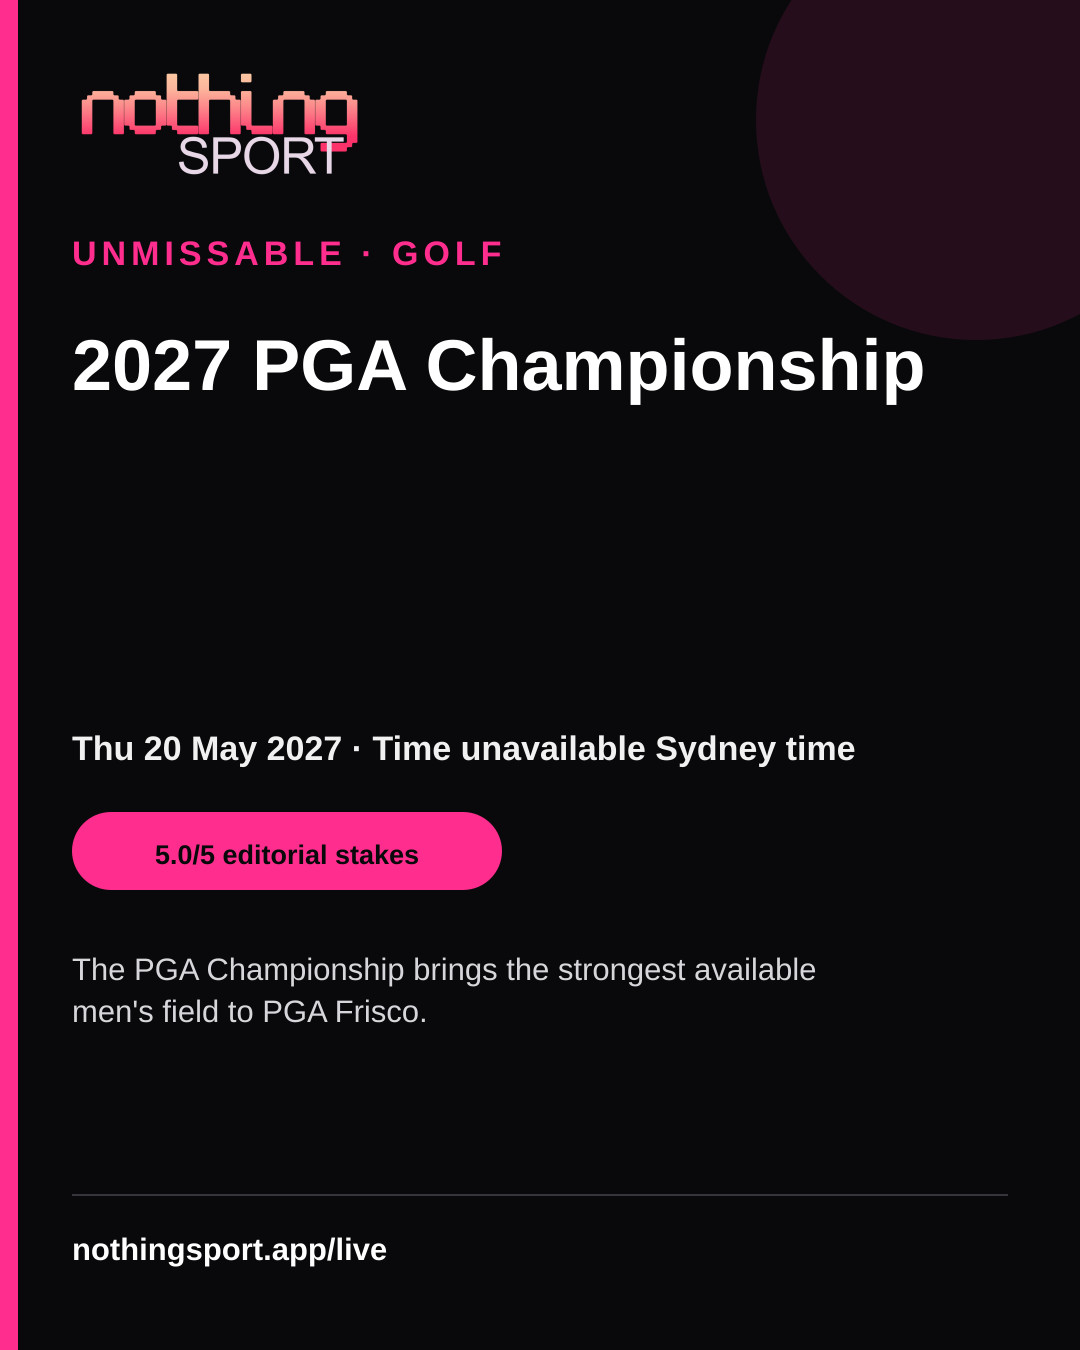 nothing
SPORT
UNMISSABLE · GOLF
2027 PGA Championship
Thu 20 May 2027 · Time unavailable Sydney time
5.0/5 editorial stakes
The PGA Championship brings the strongest available
men's field to PGA Frisco.
nothingsport.app/live